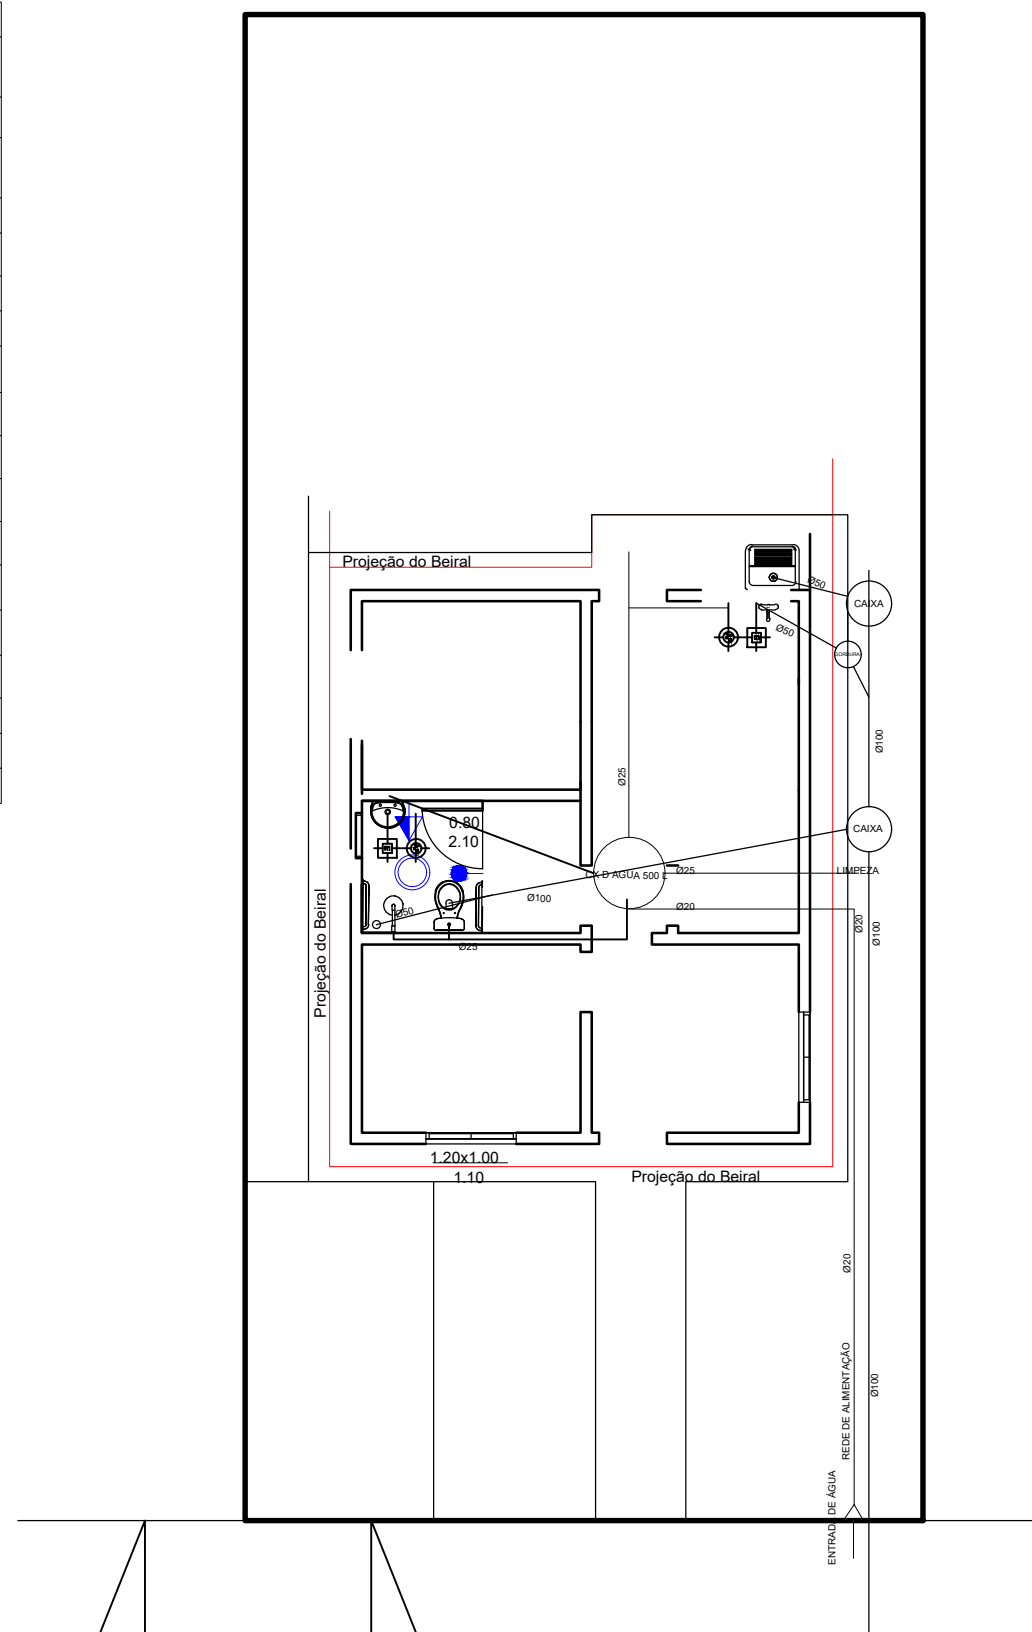 Projeção do Beiral
Ø50
CAIXA
Ø50
GORDURA
Ø100
Ø25
0.80
2.10
CAIXA
CX D AGUA 500 L
Ø25
LIMPEZA
Ø100
Ø50
Ø20
Ø20
Ø100
Ø25
Projeção do Beiral
1.20x1.00
1.10
Projeção do Beiral
Ø20
REDE DE ALIMENTAÇÃO
Ø100
ENTRADA DE ÁGUA